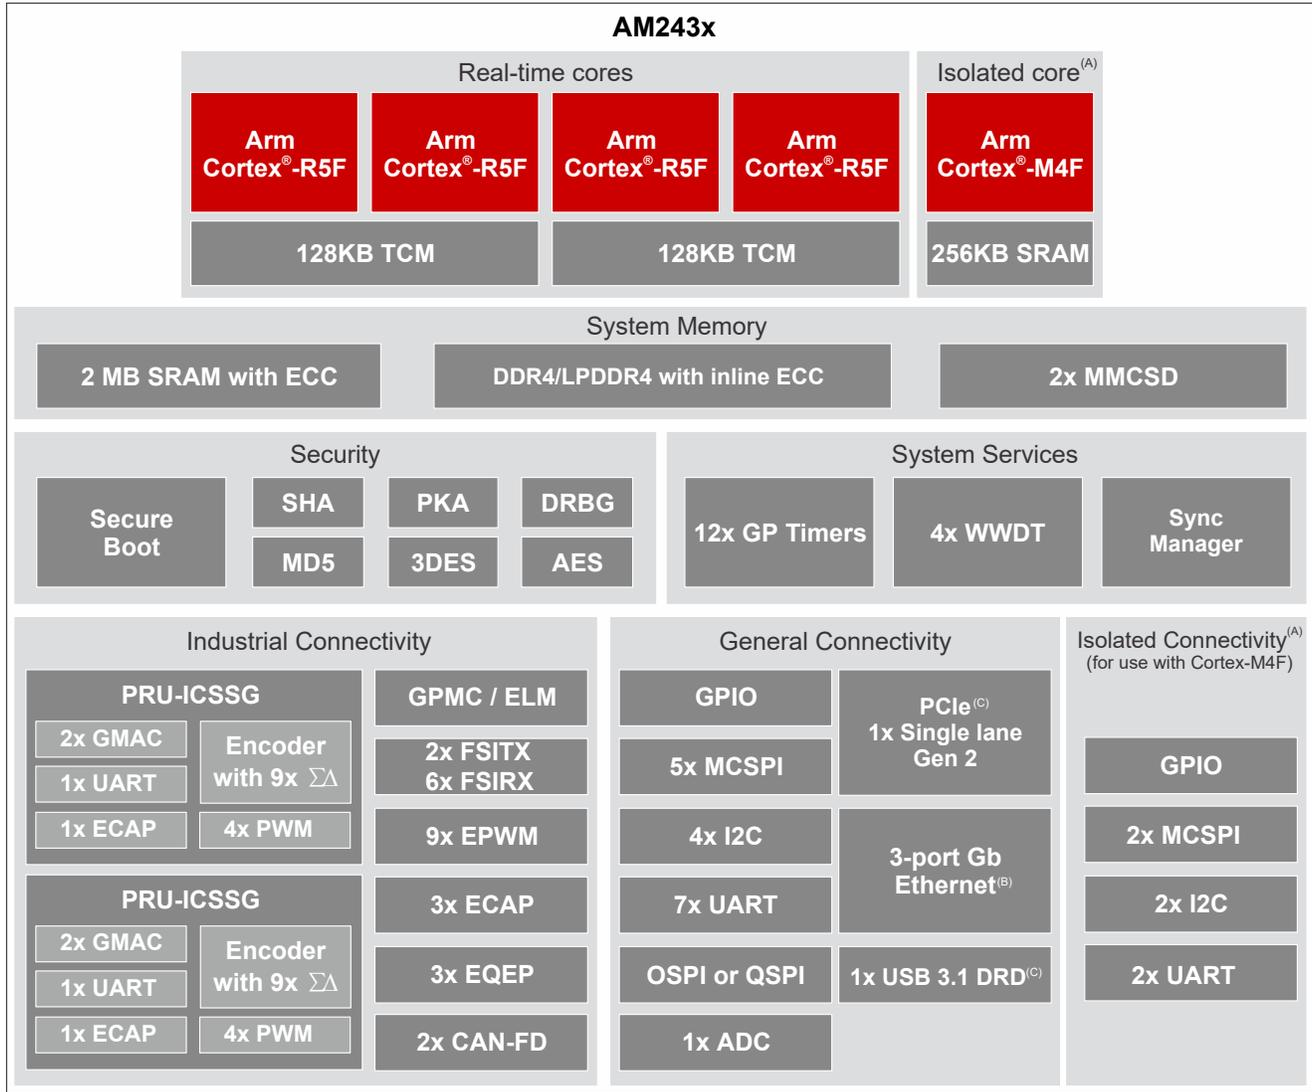 AM243x
Real-time cores
Arm
Cortex®-R5F
Arm
Cortex®-R5F
Arm
Cortex®-R5F
Arm
Cortex®-R5F
128KB TCM
128KB TCM
Isolated core(A)
Arm
Cortex®-M4F
256KB SRAM
System Memory
2 MB SRAM with ECC
DDR4/LPDDR4 with inline ECC
2x MMCSD
Security
Secure
Boot
SHA
PKA
DRBG
MD5
3DES
AES
System Services
12x GP Timers
4x WWDT
Sync
Manager
Industrial Connectivity
PRU-ICSSG
2x GMAC
1x UART
1x ECAP
Encoder
with 9x ΣΔ
4x PWM
PRU-ICSSG
2x GMAC
1x UART
1x ECAP
Encoder
with 9x ΣΔ
4x PWM
GPMC / ELM
2x FSITX
6x FSIRX
9x EPWM
3x ECAP
3x EQEP
2x CAN-FD
General Connectivity
GPIO
5x MCSPI
4x I2C
7x UART
OSPI or QSPI
1x ADC
PCIe(C)
1x Single lane
Gen 2
3-port Gb
Ethernet(B)
1x USB 3.1 DRD(C)
Isolated Connectivity(A)
(for use with Cortex-M4F)
GPIO
2x MCSPI
2x I2C
2x UART